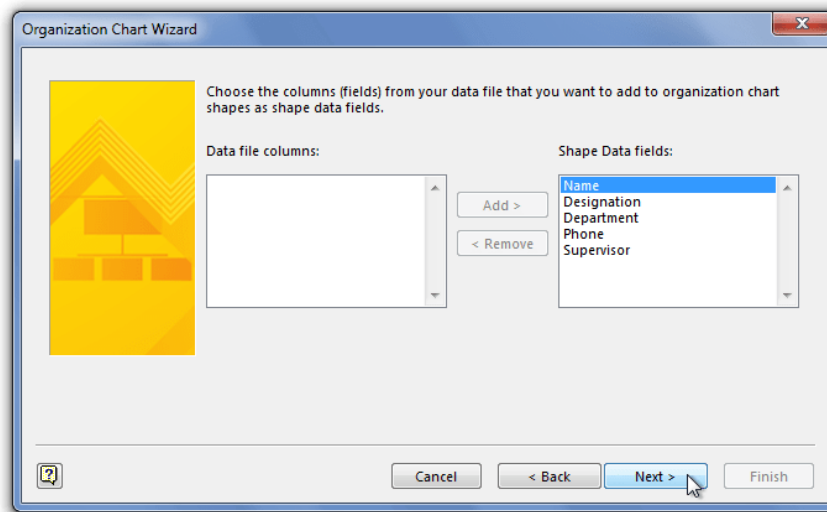 Organization Chart Wizard
Choose the columns (fields) from your data file that you want to add to organization chart
shapes as shape data fields.
Data file columns:
Shape Data fields:
Add >
< Remove
Name
Designation
Department
Phone
Supervisor
Cancel
< Back
Next >
Finish